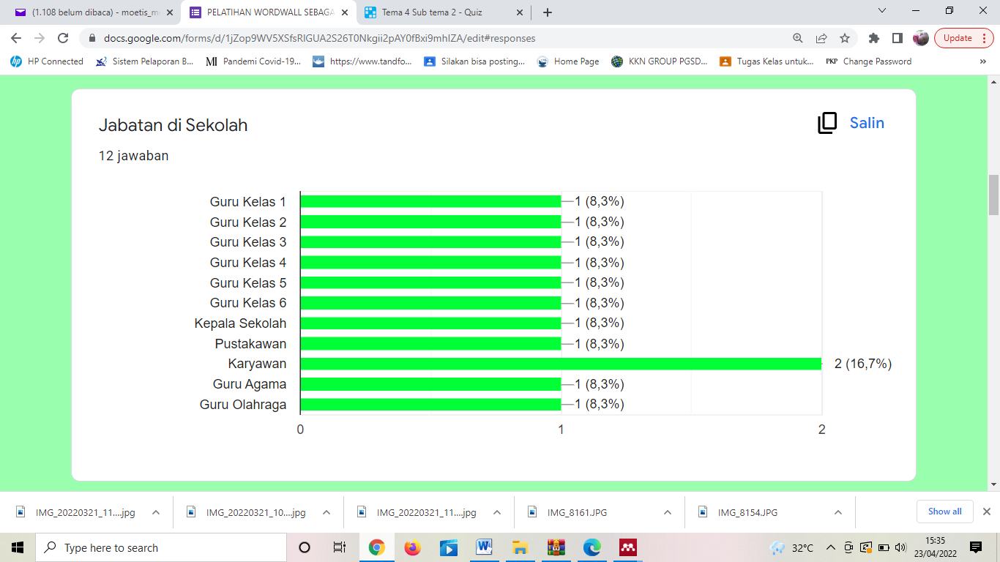 (1.108 belum dibaca) - moetis_m
PELATIHAN WORDWALL SEBAGA
Tema 4 Sub tema 2 - Quiz
docs.google.com/forms/d/1jZop9WV5XSfsRlGUA2S26T0Nkgii2pAY0fBxi9mhIZA/edit#responses
Update
HP Connected
Sistem Pelaporan B...
Pandemi Covid-19...
https://www.tandfo...
Silakan bisa posting...
Home Page
KKN GROUP PGSD...
Tugas Kelas untuk...
PKP Change Password
Jabatan di Sekolah
Salin
12 jawaban
Guru Kelas 1 1 (8,3%)
Guru Kelas 2 1 (8,3%)
Guru Kelas 3 1 (8,3%)
Guru Kelas 4 1 (8,3%)
Guru Kelas 5 1 (8,3%)
Guru Kelas 6 1 (8,3%)
Kepala Sekolah 1 (8,3%)
Pustakawan 1 (8,3%)
Karyawan 2 (16,7%)
Guru Agama 1 (8,3%)
Guru Olahraga 1 (8,3%)
0 1 2
IMG_20220321_11....jpg
IMG_20220321_10....jpg
IMG_20220321_11....jpg
IMG_8161.JPG
IMG_8154.JPG
Show all
Type here to search
32°C
15:35
23/04/2022